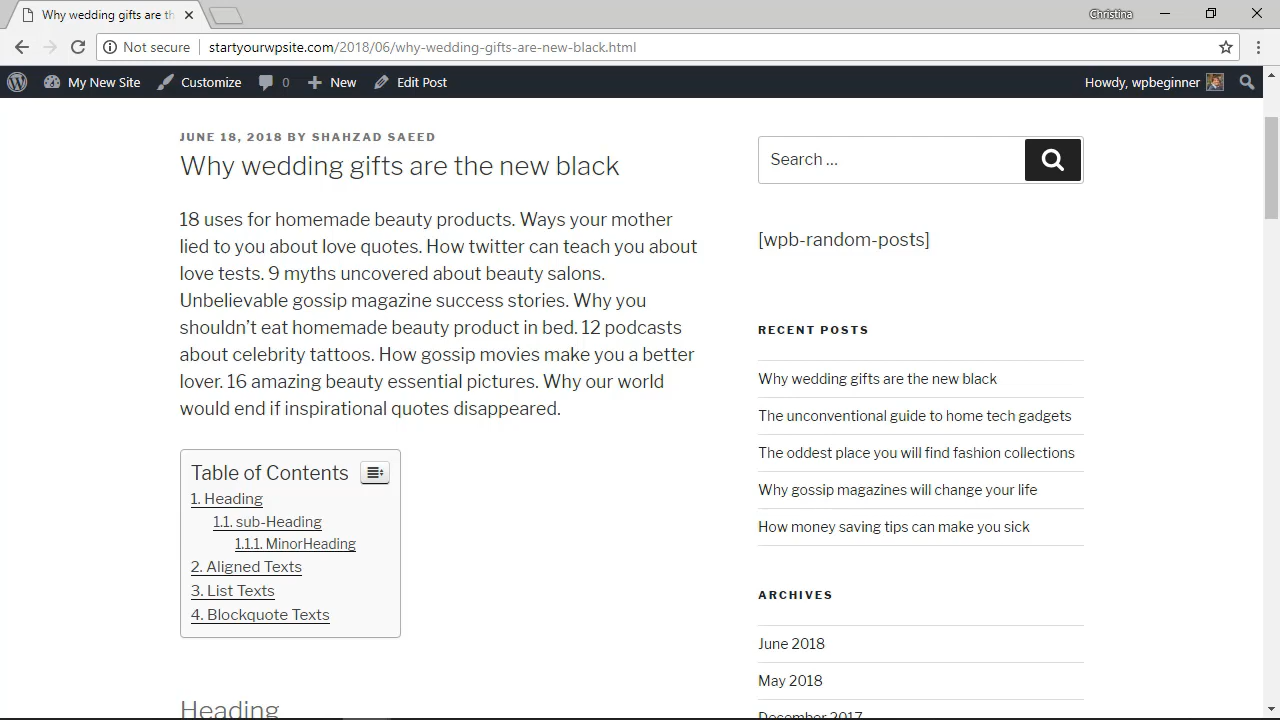 Why wedding gifts are th
Christina
Not secure
startyourwpsite.com/2018/06/why-wedding-gifts-are-new-black.html
My New Site
Customize
0
New
Edit Post
Howdy, wpbeginner
JUNE 18, 2018 BY SHAHZAD SAEED
Why wedding gifts are the new black
18 uses for homemade beauty products. Ways your mother
lied to you about love quotes. How twitter can teach you about
love tests. 9 myths uncovered about beauty salons.
Unbelievable gossip magazine success stories. Why you
shouldn’t eat homemade beauty product in bed. 12 podcasts
about celebrity tattoos. How gossip movies make you a better
lover. 16 amazing beauty essential pictures. Why our world
would end if inspirational quotes disappeared.
Table of Contents
1. Heading
1.1. sub-Heading
1.1.1. MinorHeading
2. Aligned Texts
3. List Texts
4. Blockquote Texts
Heading
Search …
[wpb-random-posts]
RECENT POSTS
Why wedding gifts are the new black
The unconventional guide to home tech gadgets
The oddest place you will find fashion collections
Why gossip magazines will change your life
How money saving tips can make you sick
ARCHIVES
June 2018
May 2018
December 2017